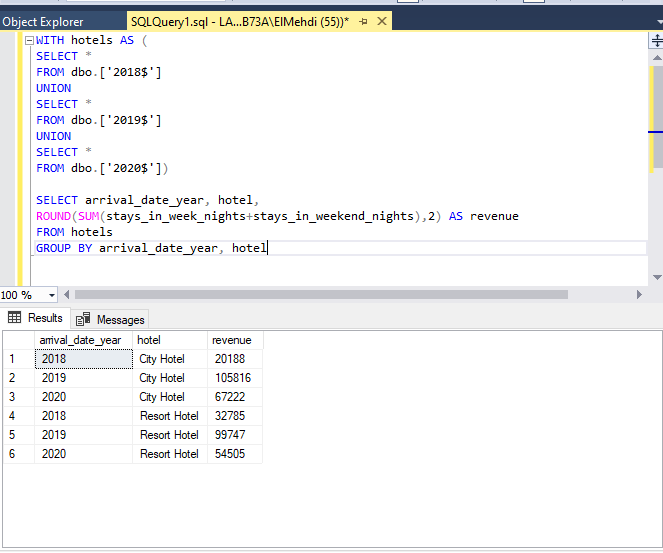 Object Explorer
SQLQuery1.sql - LA...B73A\ElMehdi (55))*
WITH hotels AS (
SELECT *
FROM dbo.['2018$']
UNION
SELECT *
FROM dbo.['2019$']
UNION
SELECT *
FROM dbo.['2020$'])
SELECT arrival_date_year, hotel,
ROUND(SUM(stays_in_week_nights+stays_in_weekend_nights),2) AS revenue
FROM hotels
GROUP BY arrival_date_year, hotel
100 %
Results Messages
arrival_date_year hotel revenue
1 2018 City Hotel 20188
2 2019 City Hotel 105816
3 2020 City Hotel 67222
4 2018 Resort Hotel 32785
5 2019 Resort Hotel 99747
6 2020 Resort Hotel 54505